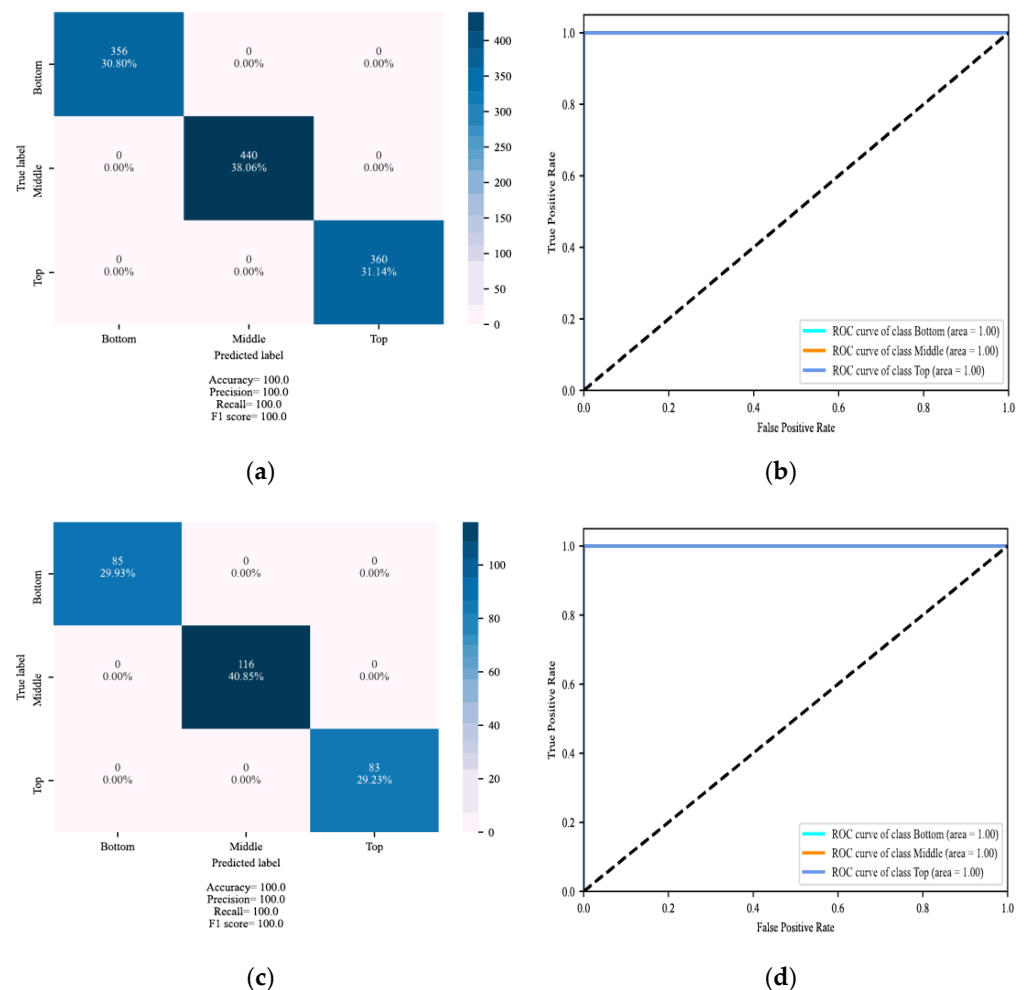 356
30.80%
0
0.00%
0
0.00%
0
0.00%
440
38.06%
0
0.00%
0
0.00%
0
0.00%
360
31.14%
True label
Bottom
Middle
Top
Bottom Middle Top
Predicted label
Accuracy= 100.0
Precision= 100.0
Recall= 100.0
F1 score= 100.0
400
350
300
250
200
150
100
50
0
(a)
True Positive Rate
1.0
0.8
0.6
0.4
0.2
0.0
ROC curve of class Bottom (area = 1.00)
ROC curve of class Middle (area = 1.00)
ROC curve of class Top (area = 1.00)
0.0 0.2 0.4 0.6 0.8 1.0
False Positive Rate
(b)
85
29.93%
0
0.00%
0
0.00%
0
0.00%
116
40.85%
0
0.00%
0
0.00%
0
0.00%
83
29.23%
True label
Bottom
Middle
Top
Bottom Middle Top
Predicted label
Accuracy= 100.0
Precision= 100.0
Recall= 100.0
F1 score= 100.0
100
80
60
40
20
0
(c)
True Positive Rate
1.0
0.8
0.6
0.4
0.2
0.0
ROC curve of class Bottom (area = 1.00)
ROC curve of class Middle (area = 1.00)
ROC curve of class Top (area = 1.00)
0.0 0.2 0.4 0.6 0.8 1.0
False Positive Rate
(d)